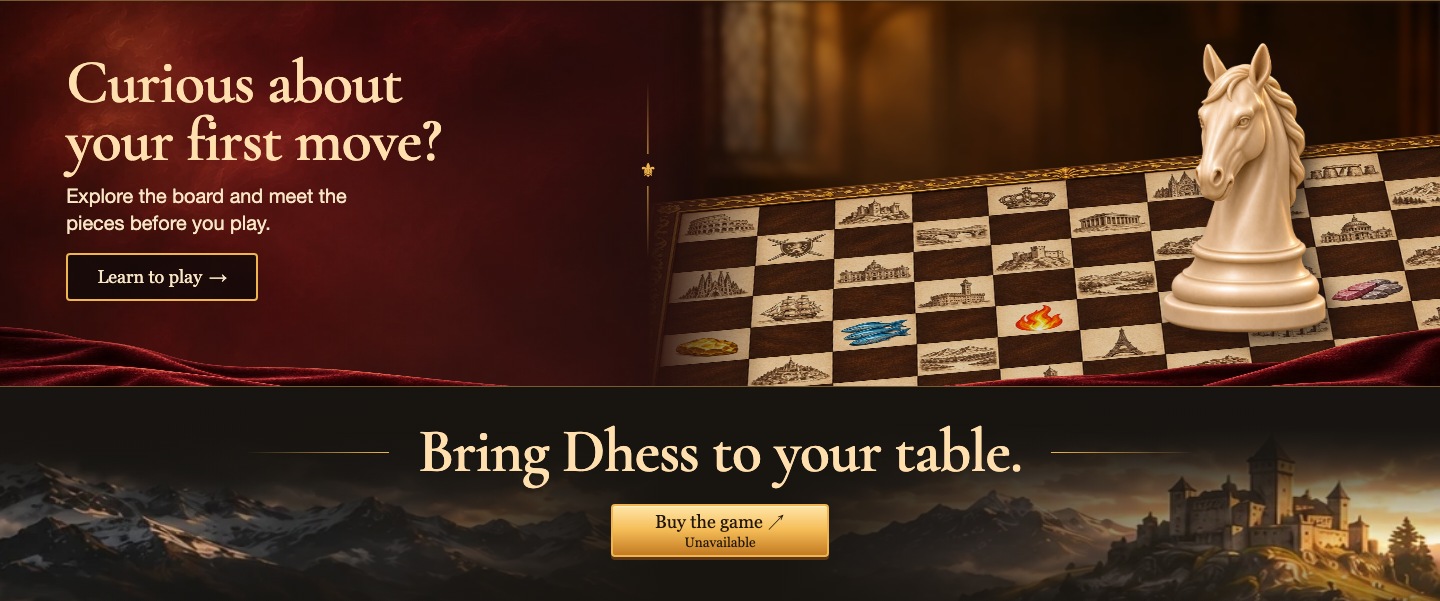 Curious about
your first move?
Explore the board and meet the
pieces before you play.
Learn to play →
Bring Dhess to your table.
Buy the game ↗
Unavailable